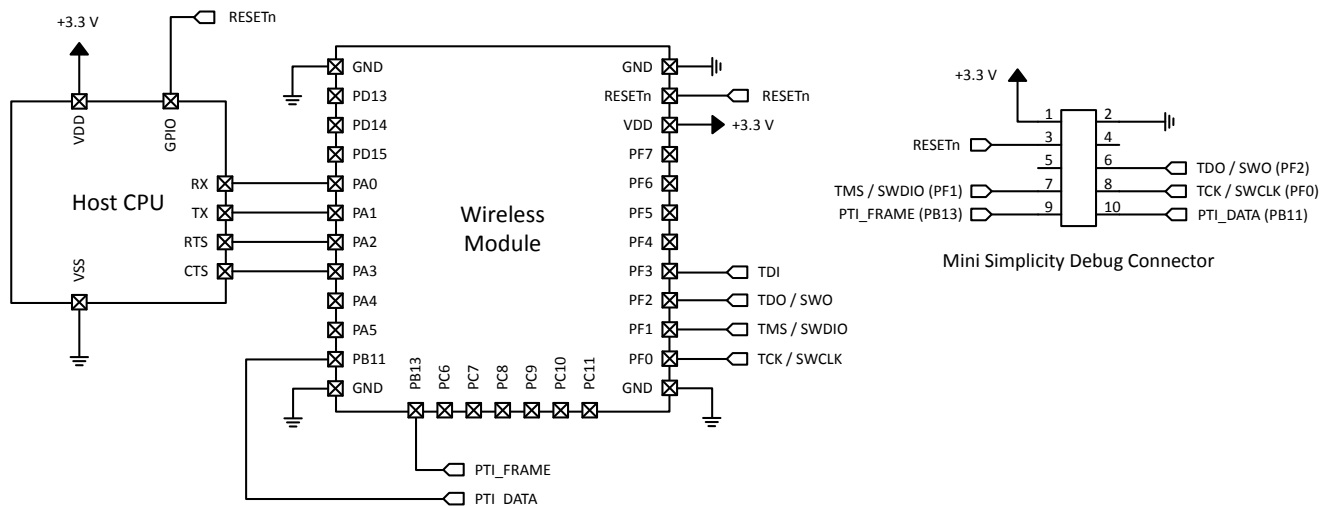 +3.3 V
RESETn
VDD
GPIO
Host CPU
RX
TX
RTS
CTS
VSS
GND
PD13
PD14
PD15
PA0
PA1
PA2
PA3
PA4
PA5
PB11
GND
Wireless
Module
PB13
PC6
PC7
PC8
PC9
PC10
PC11
GND
RESETn
VDD
PF7
PF6
PF5
PF4
PF3
PF2
PF1
PF0
GND
RESETn
+3.3 V
TDI
TDO / SWO
TMS / SWDIO
TCK / SWCLK
PTI_FRAME
PTI_DATA
+3.3 V
1 2
RESETn 3 4
5 6 TDO / SWO (PF2)
TMS / SWDIO (PF1) 7 8 TCK / SWCLK (PF0)
PTI_FRAME (PB13) 9 10 PTI_DATA (PB11)
Mini Simplicity Debug Connector